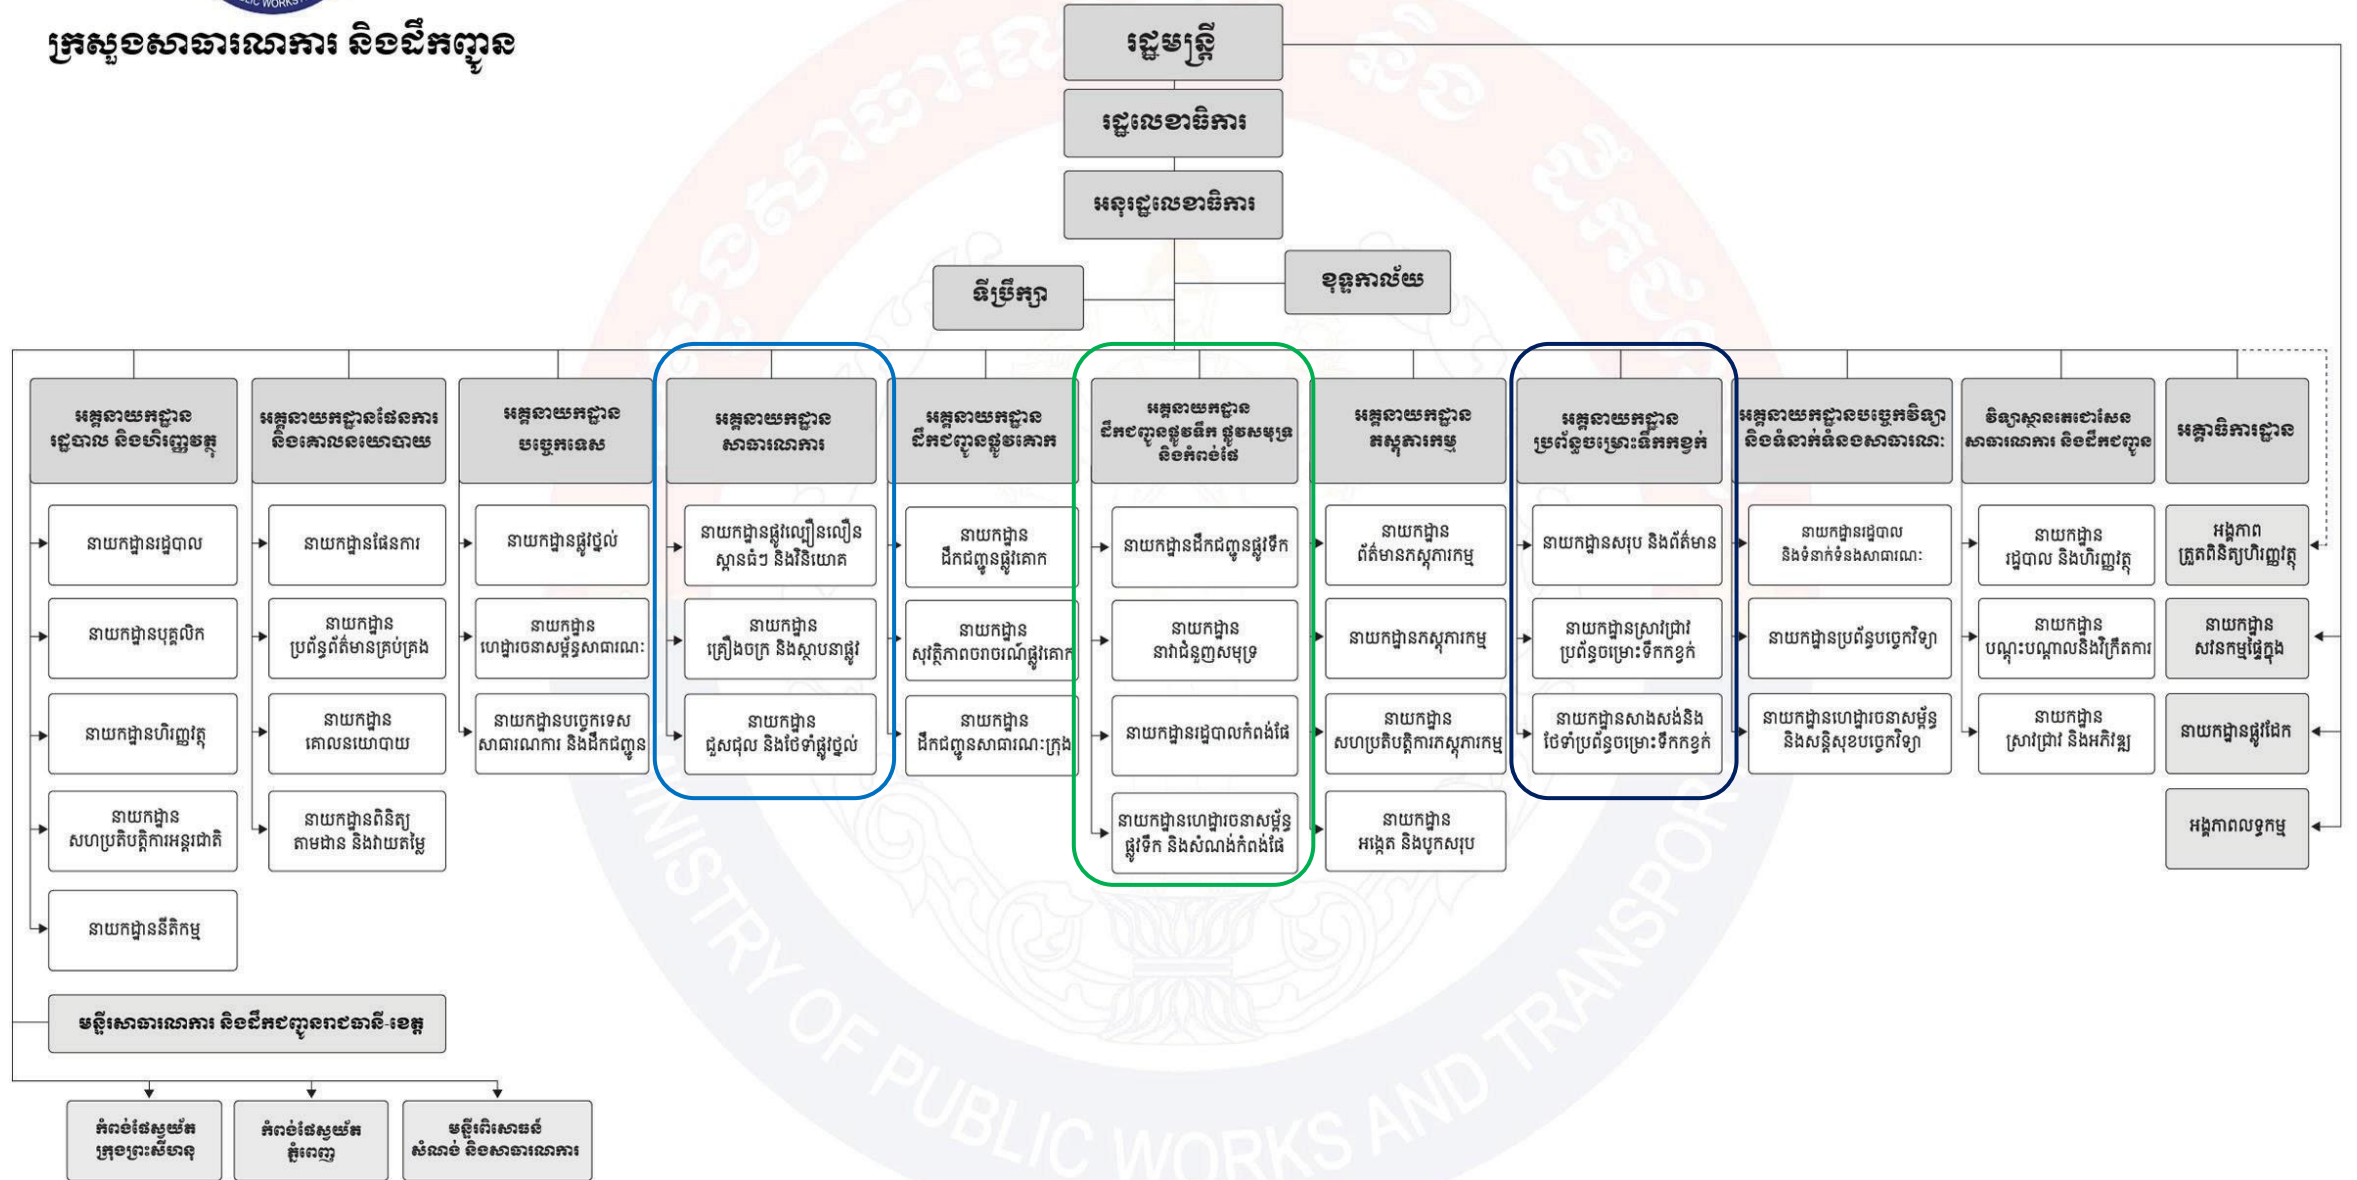 ក្រសួងសាធារណការ និងដឹកញ្ជូន
រដ្ឋមន្ត្រី
រដ្ឋលេខាធិការ
អនុរដ្ឋលេខាធិការ
ទីប្រឹក្សា
ខុទ្ទកាល័យ
អគ្គនាយកដ្ឋាន
រដ្ឋបាល និងហិរញ្ញវត្ថុ
អគ្គនាយកដ្ឋានផែនការ
និងគោលនយោបាយ
អគ្គនាយកដ្ឋាន
បច្ចេកទេស
អគ្គនាយកដ្ឋាន
សាធារណការ
អគ្គនាយកដ្ឋាន
ដឹកជញ្ជូនផ្លូវគោក
អគ្គនាយកដ្ឋាន
ដឹកជញ្ជូនផ្លូវទឹក ផ្លូវសមុទ្រ
និងកំពង់ផែ
អគ្គនាយកដ្ឋាន
ភស្តុភារកម្ម
អគ្គនាយកដ្ឋាន
ប្រព័ន្ធចម្រោះទឹកកខ្វក់
អគ្គនាយកដ្ឋានបច្ចេកវិទ្យា
និងទំនាក់ទំនងសាធារណៈ
វិទ្យាស្ថានតេជោសែន
សាធារណការ និងដឹកជញ្ជូន
អគ្គាធិការដ្ឋាន
នាយកដ្ឋានរដ្ឋបាល
នាយកដ្ឋានបុគ្គលិក
នាយកដ្ឋានហិរញ្ញវត្ថុ
នាយកដ្ឋាន
សហប្រតិបត្តិការអន្តរជាតិ
នាយកដ្ឋាននីតិកម្ម
នាយកដ្ឋានផែនការ
នាយកដ្ឋាន
ប្រព័ន្ធព័ត៌មានគ្រប់គ្រង
នាយកដ្ឋាន
គោលនយោបាយ
នាយកដ្ឋានពិនិត្យ
តាមដាន និងវាយតម្លៃ
នាយកដ្ឋានផ្លូវថ្នល់
នាយកដ្ឋាន
ហេដ្ឋារចនាសម្ព័ន្ធសាធារណៈ
នាយកដ្ឋានបច្ចេកទេស
សាធារណការ និងដឹកជញ្ជូន
នាយកដ្ឋានផ្លូវល្បឿនលឿន
ស្ពានធំៗ និងវិនិយោគ
នាយកដ្ឋាន
គ្រឿងចក្រ និងស្ថាបនាផ្លូវ
នាយកដ្ឋាន
ជួសជុល និងថែទាំផ្លូវថ្នល់
នាយកដ្ឋាន
ដឹកជញ្ជូនផ្លូវគោក
នាយកដ្ឋាន
សុវត្ថិភាពចរាចរណ៍ផ្លូវគោក
នាយកដ្ឋាន
ដឹកជញ្ជូនសាធារណៈក្រុង
នាយកដ្ឋានដឹកជញ្ជូនផ្លូវទឹក
នាយកដ្ឋាន
នាវាជំនួញសមុទ្រ
នាយកដ្ឋានរដ្ឋបាលកំពង់ផែ
នាយកដ្ឋានហេដ្ឋារចនាសម្ព័ន្ធ
ផ្លូវទឹក និងសំណង់កំពង់ផែ
នាយកដ្ឋាន
ព័ត៌មានភស្តុភារកម្ម
នាយកដ្ឋានភស្តុភារកម្ម
នាយកដ្ឋាន
សហប្រតិបត្តិការភស្តុភារកម្ម
នាយកដ្ឋាន
អង្កេត និងបូកសរុប
នាយកដ្ឋានសរុប និងព័ត៌មាន
នាយកដ្ឋានស្រាវជ្រាវ
ប្រព័ន្ធចម្រោះទឹកកខ្វក់
នាយកដ្ឋានសាងសង់និង
ថែទាំប្រព័ន្ធចម្រោះទឹកកខ្វក់
នាយកដ្ឋានរដ្ឋបាល
និងទំនាក់ទំនងសាធារណៈ
នាយកដ្ឋានប្រព័ន្ធបច្ចេកវិទ្យា
នាយកដ្ឋានហេដ្ឋារចនាសម្ព័ន្ធ
និងសន្តិសុខបច្ចេកវិទ្យា
នាយកដ្ឋាន
រដ្ឋបាល និងហិរញ្ញវត្ថុ
នាយកដ្ឋាន
បណ្តុះបណ្តាលនិងវិក្រឹតការ
នាយកដ្ឋាន
ស្រាវជ្រាវ និងអភិវឌ្ឍ
អង្គភាព
ត្រួតពិនិត្យហិរញ្ញវត្ថុ
នាយកដ្ឋាន
សវនកម្មផ្ទៃក្នុង
នាយកដ្ឋានផ្លូវដែក
អង្គភាពលទ្ធកម្ម
មន្ទីរសាធារណការ និងដឹកជញ្ជូនរាជធានី-ខេត្ត
កំពង់ផែស្វយ័ត
ក្រុងព្រះសីហនុ
កំពង់ផែស្វយ័ត
ភ្នំពេញ
មន្ទីរពិសោធន៍
សំណង់ និងសាធារណការ
MINISTRY OF PUBLIC WORKS AND TRANSPORT